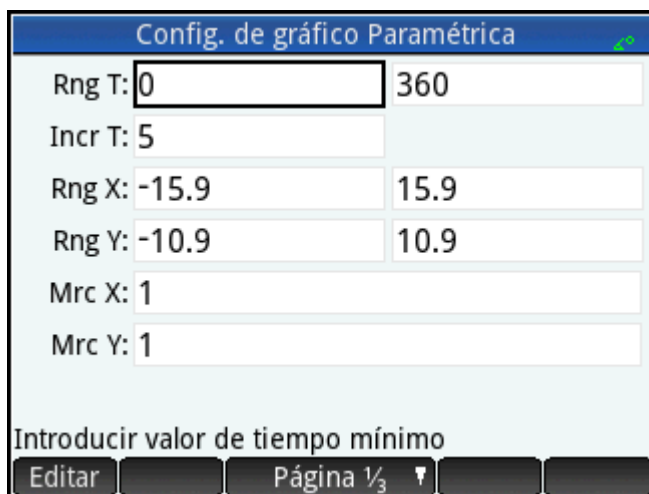 Config. de gráfico Paramétrica ∡°
Rng T: 0 360
Incr T: 5
Rng X: -15.9 15.9
Rng Y: -10.9 10.9
Mrc X: 1
Mrc Y: 1
Introducir valor de tiempo mínimo
Editar Página ⅓ ▼